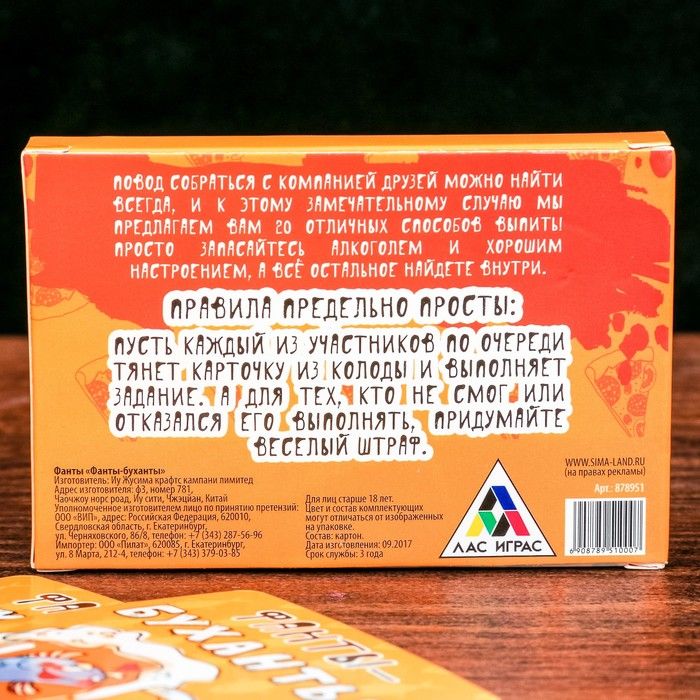 ПОВОД СОБРАТЬСЯ С КОМПАНИЕЙ ДРУЗЕЙ МОЖНО НАЙТИ
ВСЕГДА, И К ЭТОМУ ЗАМЕЧАТЕЛЬНОМУ СЛУЧАЮ МЫ
ПРЕДЛАГАЕМ ВАМ 20 ОТЛИЧНЫХ СПОСОБОВ ВЫПИТЬ!
ПРОСТО ЗАПАСАЙТЕСЬ АЛКОГОЛЕМ И ХОРОШИМ
НАСТРОЕНИЕМ, А ВСЁ ОСТАЛЬНОЕ НАЙДЕТЕ ВНУТРИ.
ПРАВИЛА ПРЕДЕЛЬНО ПРОСТЫ:
ПУСТЬ КАЖДЫЙ ИЗ УЧАСТНИКОВ ПО ОЧЕРЕДИ
ТЯНЕТ КАРТОЧКУ ИЗ КОЛОДЫ И ВЫПОЛНЯЕТ
ЗАДАНИЕ. А ДЛЯ ТЕХ, КТО НЕ СМОГ ИЛИ
ОТКАЗАЛСЯ ЕГО ВЫПОЛНЯТЬ, ПРИДУМАЙТЕ
ВЕСЕЛЫЙ ШТРАФ.
Фанты «Фанты-буханты»
Изготовитель: Иу Жусима крафтс кампани лимитед
Адрес изготовителя: ф3, номер 781,
Чаочжоу норс роад, Иу сити, Чжэцзян, Китай
Уполномоченное изготовителем лицо по принятию претензий:
ООО «ВИП», адрес: Российская Федерация, 620010,
Свердловская область, г. Екатеринбург,
ул. Черняховского, 86/8, телефон: +7 (343) 287-56-96
Импортер: ООО «Пилат», 620085, г. Екатеринбург,
ул. 8 Марта, 212-4, телефон: +7 (343) 379-03-85
Для лиц старше 18 лет.
Цвет и состав комплектующих
могут отличаться от изображенных
на упаковке.
Состав: картон.
Дата изготовления: 09.2017
Срок службы: 3 года
ЛАС ИГРАС
WWW.SIMA-LAND.RU
(на правах рекламы)
Арт.: 878951
6 908789 510007
ФА
БУХАНТЫ
ФАНТЫ-